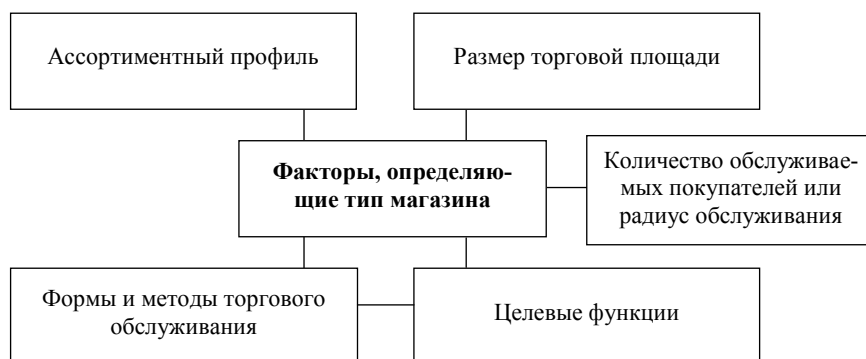 Ассортиментный профиль
Размер торговой площади
Факторы, определяю-
щие тип магазина
Количество обслуживае-
мых покупателей или
радиус обслуживания
Формы и методы торгового
обслуживания
Целевые функции